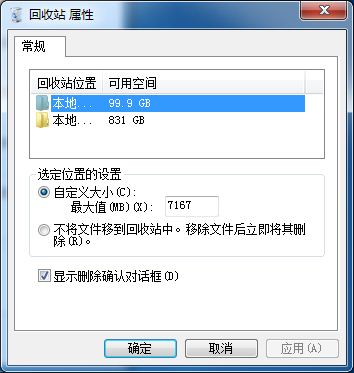 回收站 属性
常规
回收站位置 可用空间
本地... 99.9 GB
本地... 831 GB
选定位置的设置
自定义大小(C):
最大值(MB)(X): 7167
不将文件移到回收站中。移除文件后立即将其删
除(R)。
显示删除确认对话框(D)
确定 取消 应用(A)